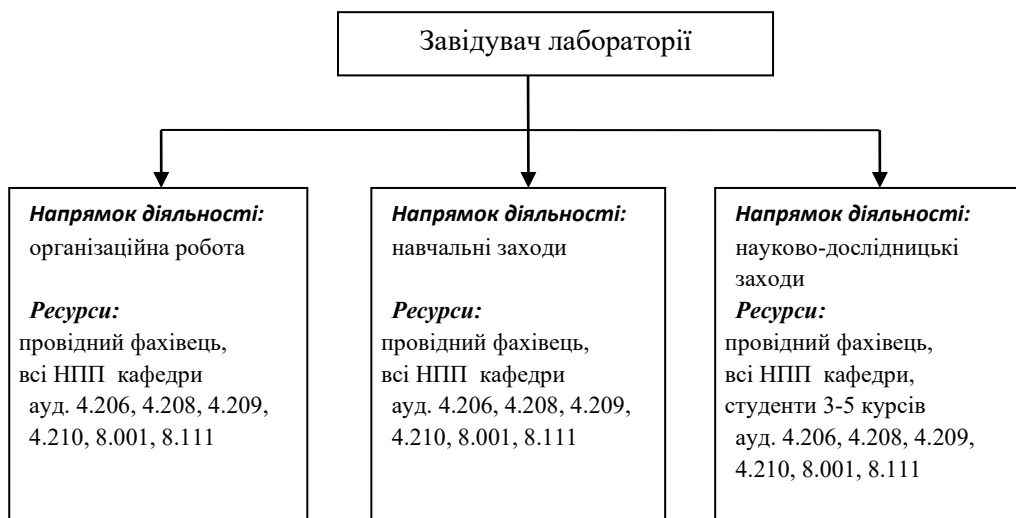 Завідувач лабораторії
Напрямок діяльності:
організаційна робота
Ресурси:
провідний фахівець,
всі НПП кафедри
ауд. 4.206, 4.208, 4.209,
4.210, 8.001, 8.111
Напрямок діяльності:
навчальні заходи
Ресурси:
провідний фахівець,
всі НПП кафедри
ауд. 4.206, 4.208, 4.209,
4.210, 8.001, 8.111
Напрямок діяльності:
науково-дослідницькі
заходи
Ресурси:
провідний фахівець,
всі НПП кафедри,
студенти 3-5 курсів
ауд. 4.206, 4.208, 4.209,
4.210, 8.001, 8.111